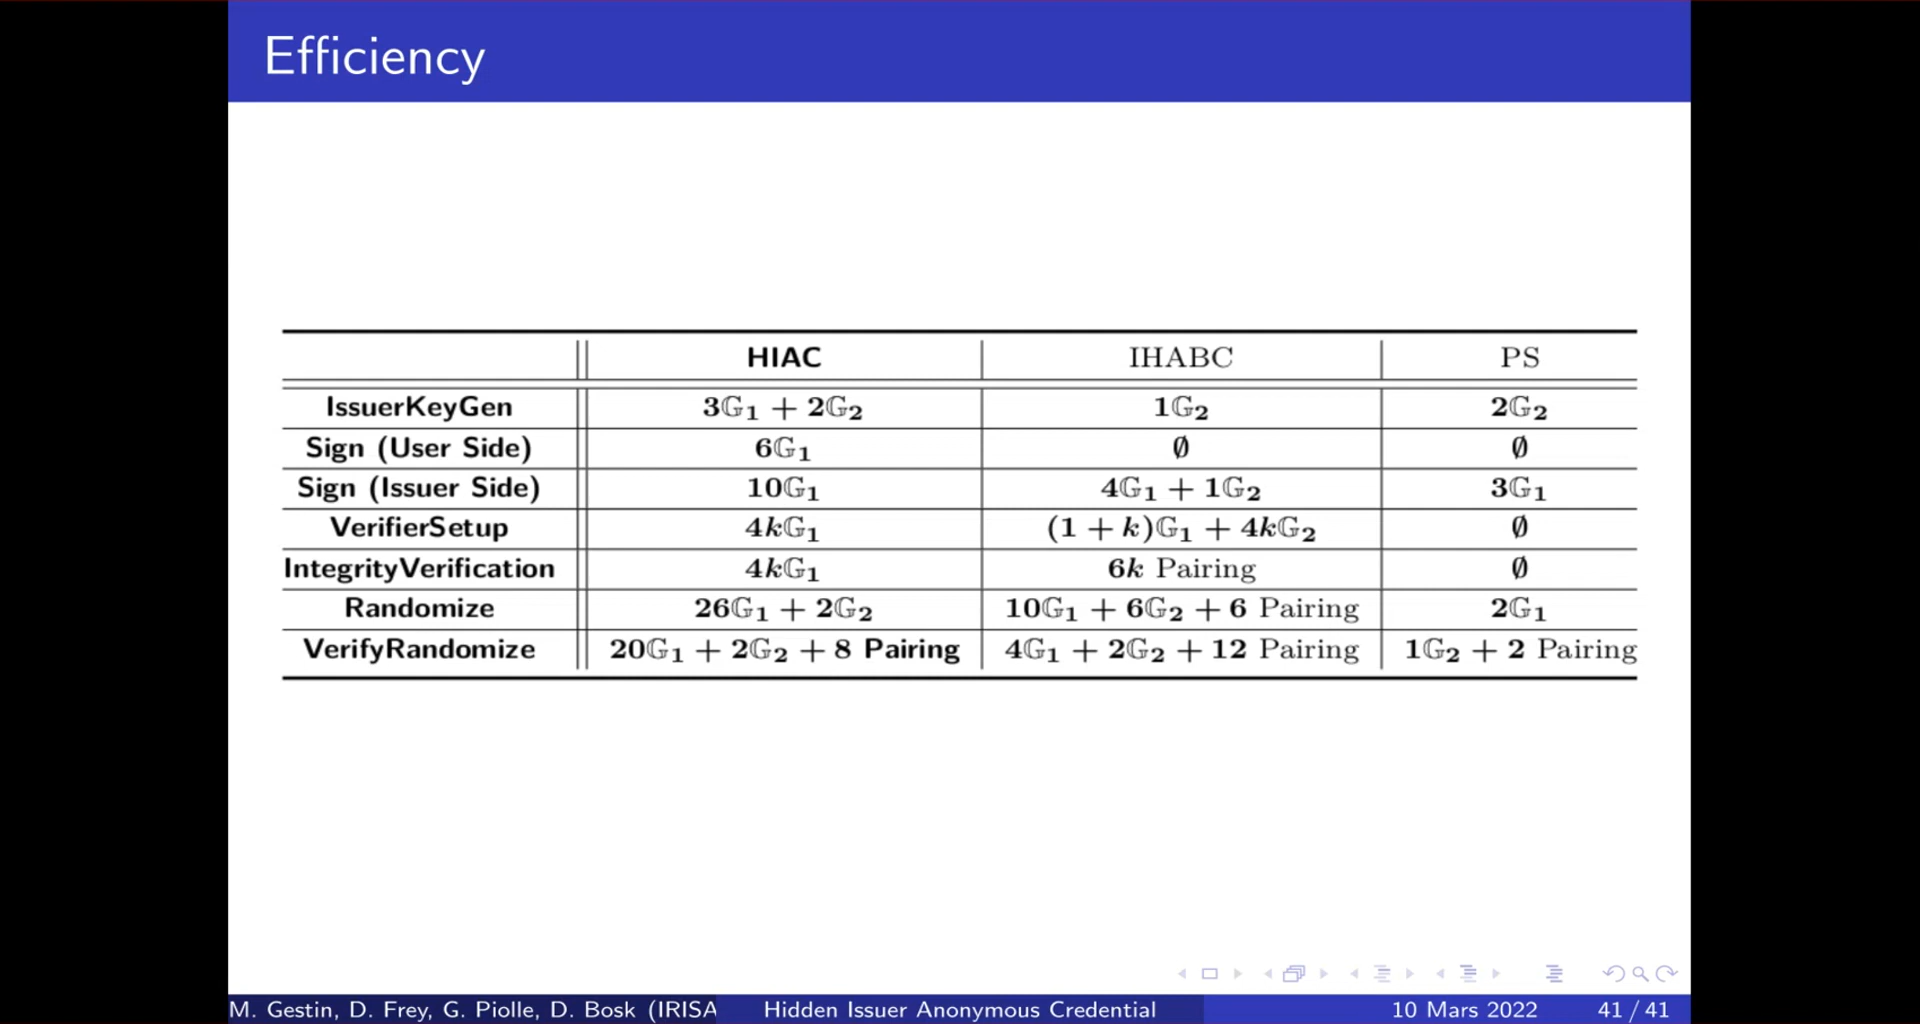 Efficiency
HIAC IHABC PS
IssuerKeyGen 3𝔾₁ + 2𝔾₂ 1𝔾₂ 2𝔾₂
Sign (User Side) 6𝔾₁ ∅ ∅
Sign (Issuer Side) 10𝔾₁ 4𝔾₁ + 1𝔾₂ 3𝔾₁
VerifierSetup 4k𝔾₁ (1 + k)𝔾₁ + 4k𝔾₂ ∅
IntegrityVerification 4k𝔾₁ 6k Pairing ∅
Randomize 26𝔾₁ + 2𝔾₂ 10𝔾₁ + 6𝔾₂ + 6 Pairing 2𝔾₁
VerifyRandomize 20𝔾₁ + 2𝔾₂ + 8 Pairing 4𝔾₁ + 2𝔾₂ + 12 Pairing 1𝔾₂ + 2 Pairing
M. Gestin, D. Frey, G. Piolle, D. Bosk (IRISA Hidden Issuer Anonymous Credential 10 Mars 2022 41 / 41